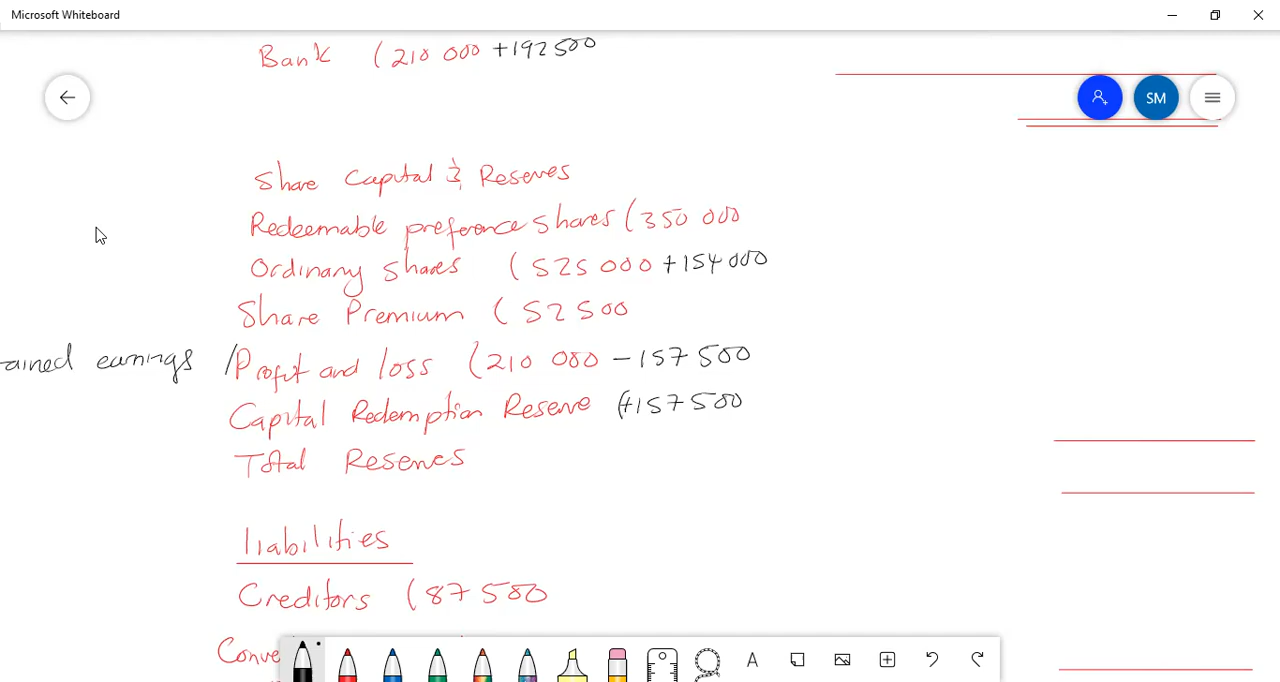 Microsoft Whiteboard
Bank (210 000 +192 500
SM
Share Capital & Reserves
Redeemable preference shares (350 000
Ordinary shares (525 000 +154 000
Share Premium (52 500
ained earnings / Profit and loss (210 000 -157 500
Capital Redemption Reserve (+157 500
Total Reserves
liabilities
Creditors (87 500
Conve
A